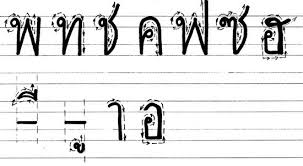 พ ท ช ค ฟ ซ ฮ
-ี -ู า อ